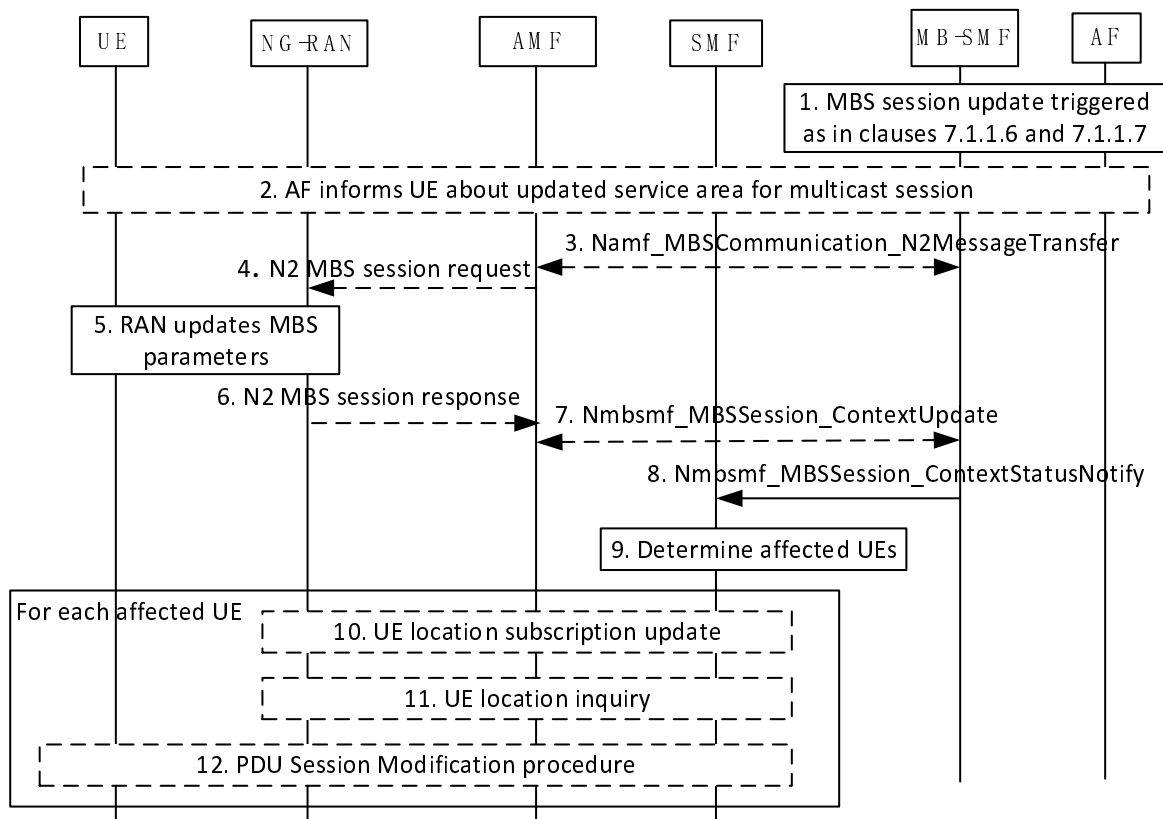 UE
NG-RAN
AMF
SMF
MB-SMF
AF
1. MBS session update triggered
as in clauses 7.1.1.6 and 7.1.1.7
2. AF informs UE about updated service area for multicast session
3. Namf_MBSCommunication_N2MessageTransfer
4. N2 MBS session request
5. RAN updates MBS
parameters
6. N2 MBS session response
7. Nmbsmf_MBSSession_ContextUpdate
8. Nmbsmf_MBSSession_ContextStatusNotify
9. Determine affected UEs
For each affected UE
10. UE location subscription update
11. UE location inquiry
12. PDU Session Modification procedure